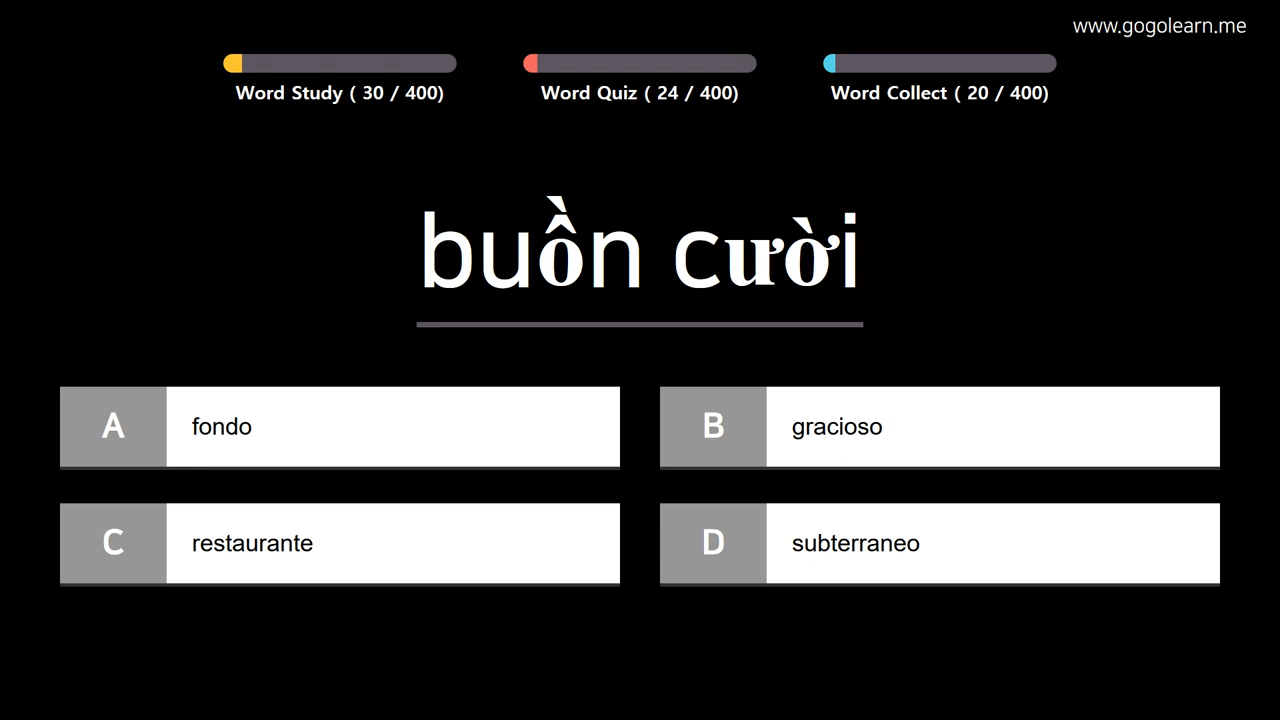 www.gogolearn.me
Word Study ( 30 / 400)
Word Quiz ( 24 / 400)
Word Collect ( 20 / 400)
buồn cười
A fondo
B gracioso
C restaurante
D subterraneo